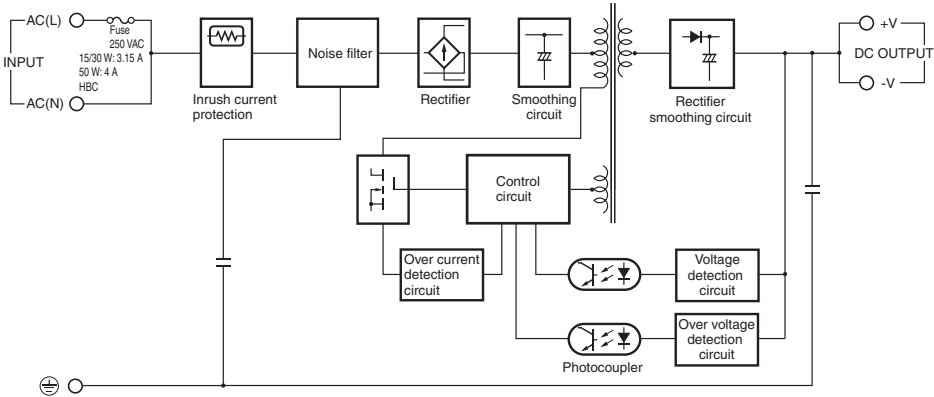 AC(L)
Fuse
250 VAC
15/30 W: 3.15 A
50 W: 4 A
HBC
INPUT
AC(N)
Inrush current
protection
Noise filter
Rectifier
Smoothing
circuit
Rectifier
smoothing circuit
+V
DC OUTPUT
-V
Control
circuit
Over current
detection
circuit
Voltage
detection
circuit
Over voltage
detection
circuit
Photocoupler